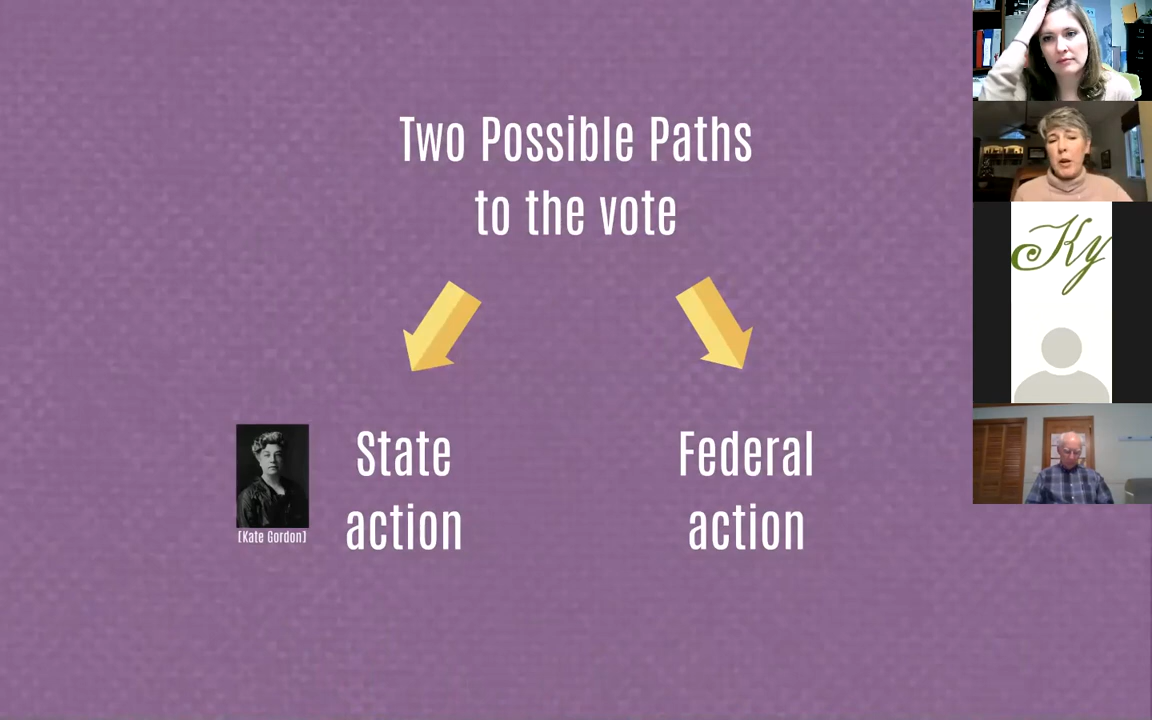 Two Possible Paths
to the vote
State
action
[Kate Gordon]
Federal
action
Ky